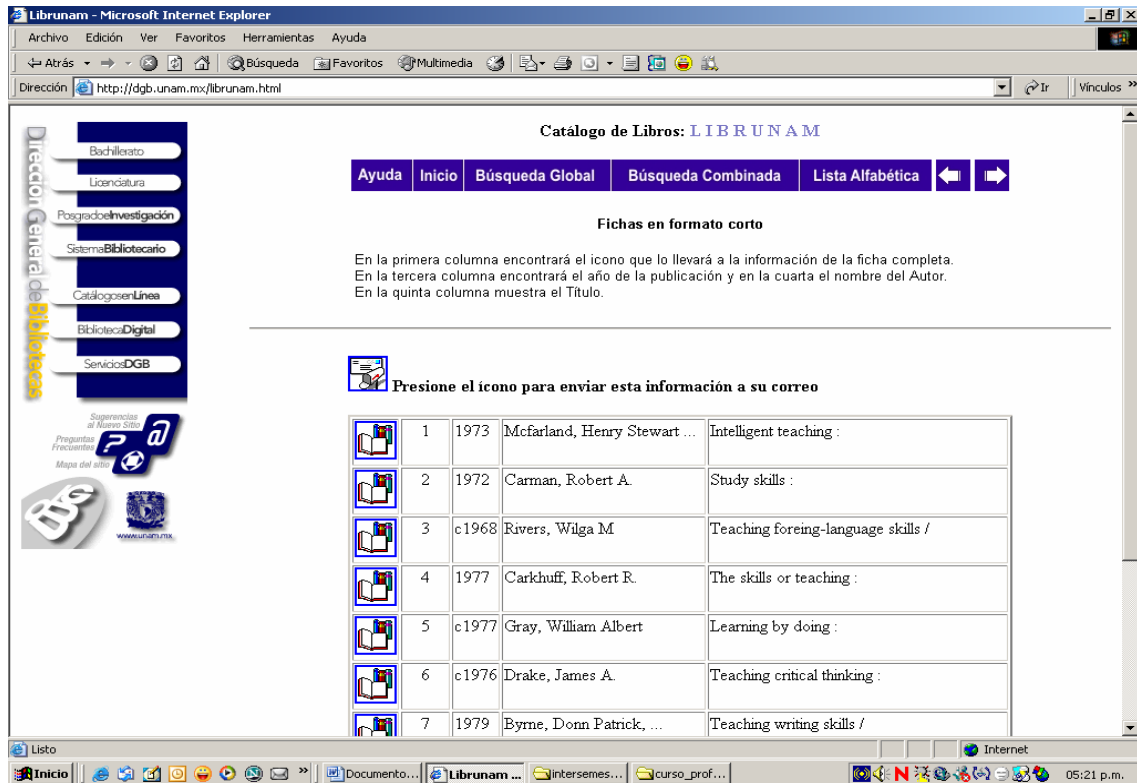 Librunam - Microsoft Internet Explorer
Archivo Edición Ver Favoritos Herramientas Ayuda
Atrás Búsqueda Favoritos Multimedia
Dirección http://dgb.unam.mx/librunam.html Ir Vínculos »
Dirección General de Bibliotecas
Bachillerato
Licenciatura
PosgradoeInvestigación
SistemaBibliotecario
CatálogosenLínea
BibliotecaDigital
ServiciosDGB
Sugerencias
al Nuevo Sitio
Preguntas
Frecuentes
Mapa del sitio
www.unam.mx
Catálogo de Libros: L I B R U N A M
Ayuda Inicio Búsqueda Global Búsqueda Combinada Lista Alfabética
Fichas en formato corto
En la primera columna encontrará el icono que lo llevará a la información de la ficha completa.
En la tercera columna encontrará el año de la publicación y en la cuarta el nombre del Autor.
En la quinta columna muestra el Título.
Presione el ícono para enviar esta información a su correo
1 1973 Mcfarland, Henry Stewart ... Intelligent teaching :
2 1972 Carman, Robert A. Study skills :
3 c1968 Rivers, Wilga M Teaching foreing-language skills /
4 1977 Carkhuff, Robert R. The skills or teaching :
5 c1977 Gray, William Albert Learning by doing :
6 c1976 Drake, James A. Teaching critical thinking :
7 1979 Byrne, Donn Patrick, ... Teaching writing skills /
Listo Internet
Inicio » Documento... Librunam ... intersemes... curso_prof... 05:21 p.m.